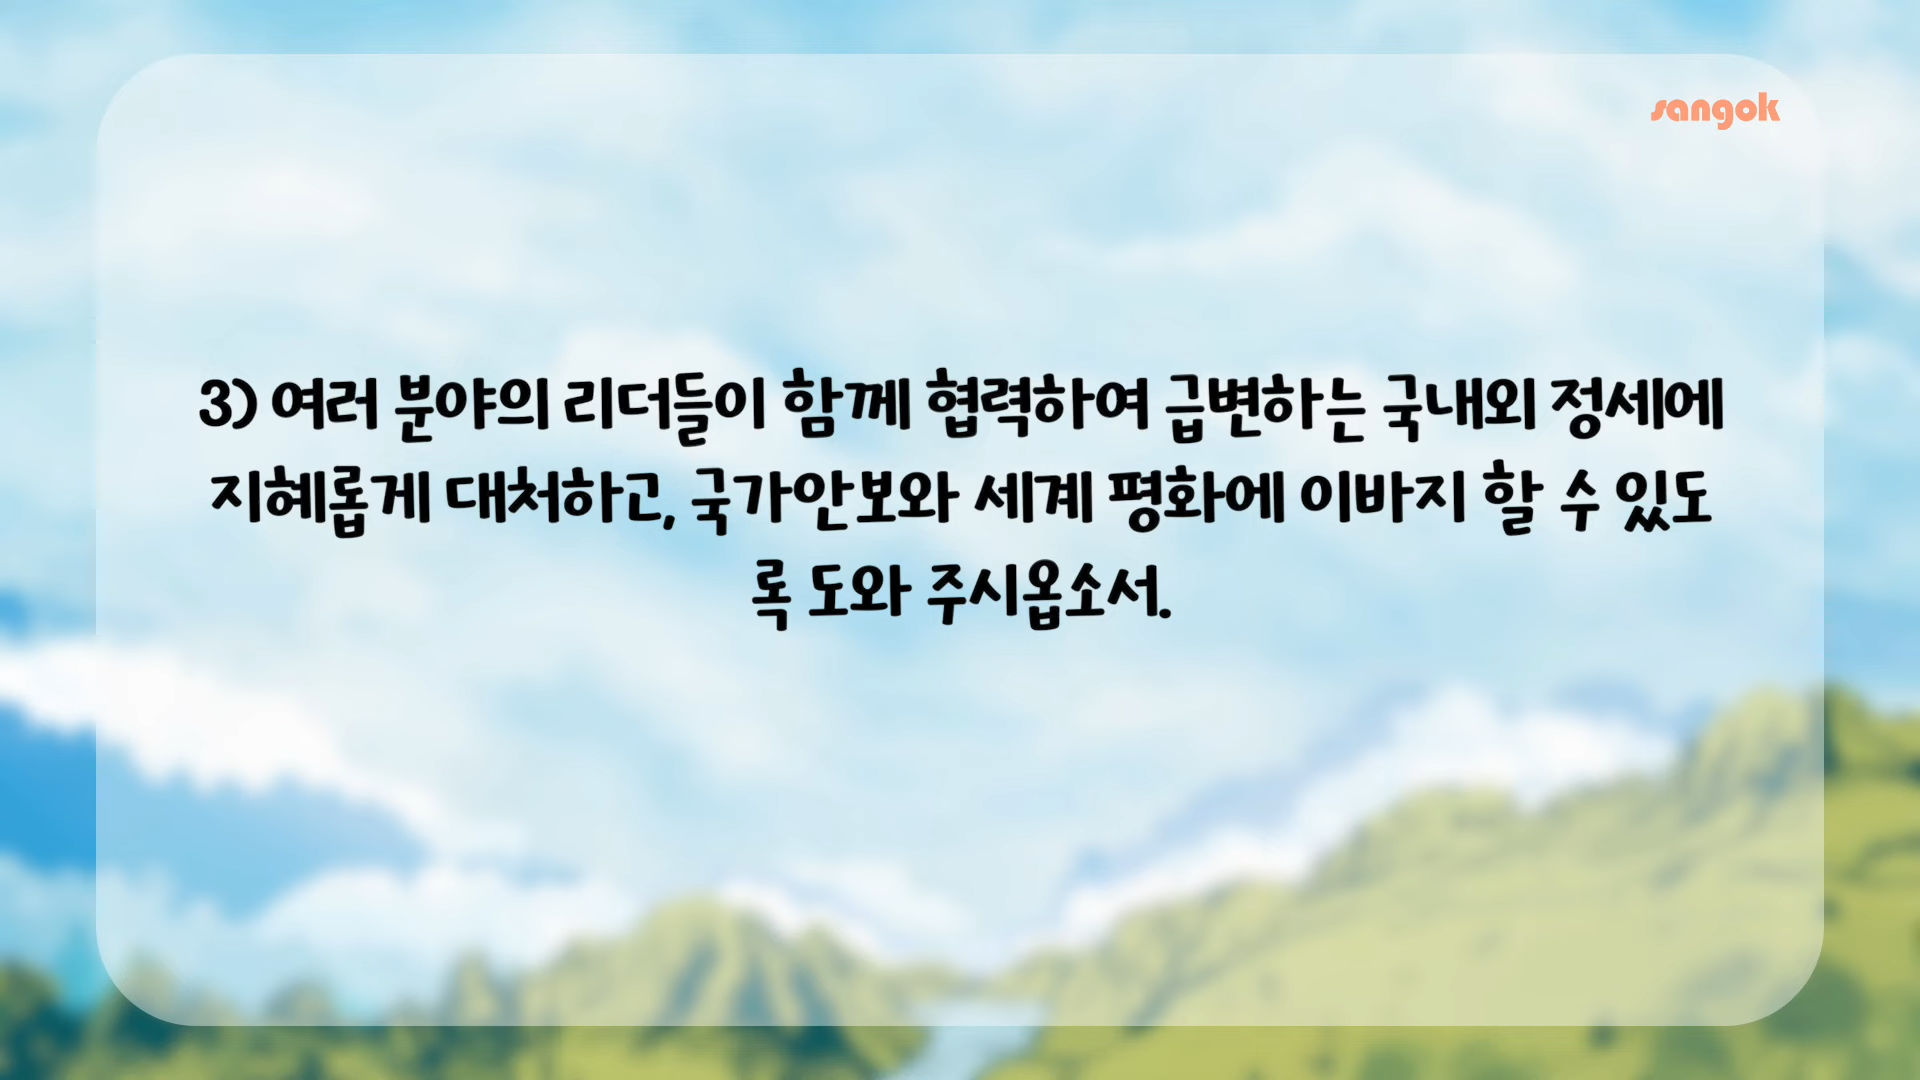 sangok
3) 여러 분야의 리더들이 함께 협력하여 급변하는 국내외 정세에
지혜롭게 대처하고, 국가안보와 세계 평화에 이바지 할 수 있도
록 도와 주시옵소서.